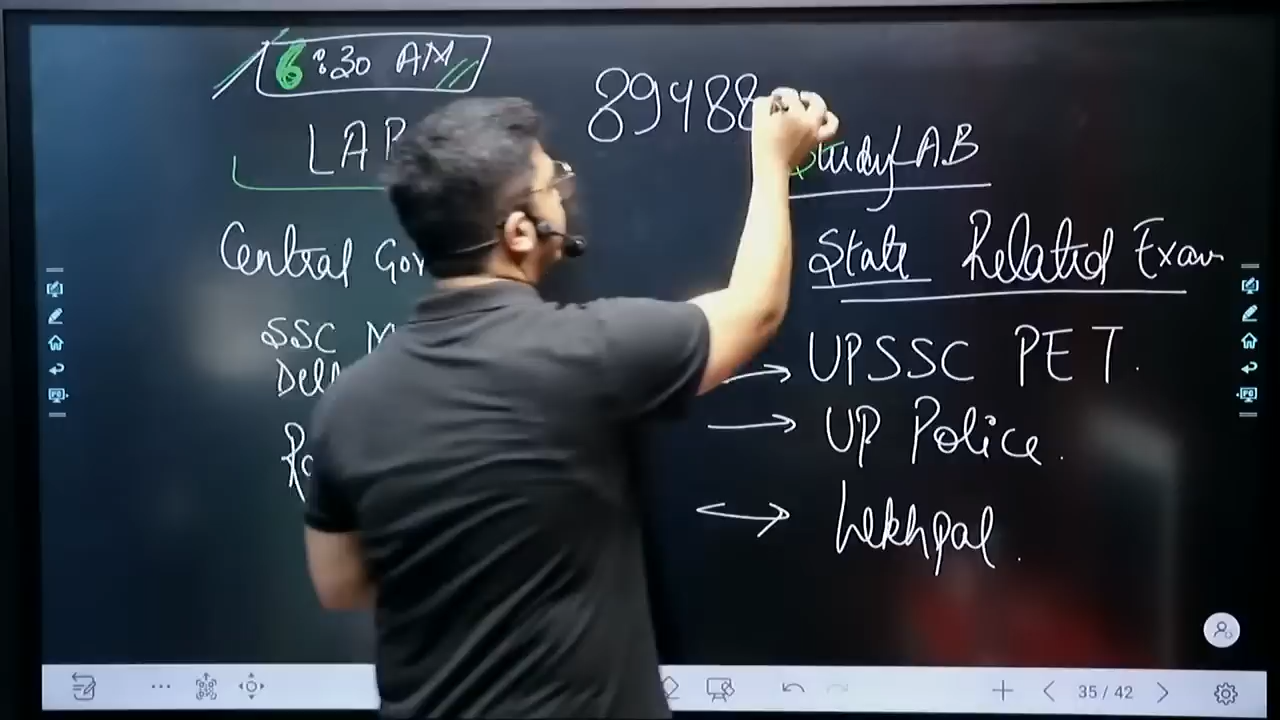 6:30 AM
89488
LAB
StudyLAB
Central Gov
State Related Exam
SSC M
UPSSC PET.
UP Police.
Lekhpal.
35 / 42